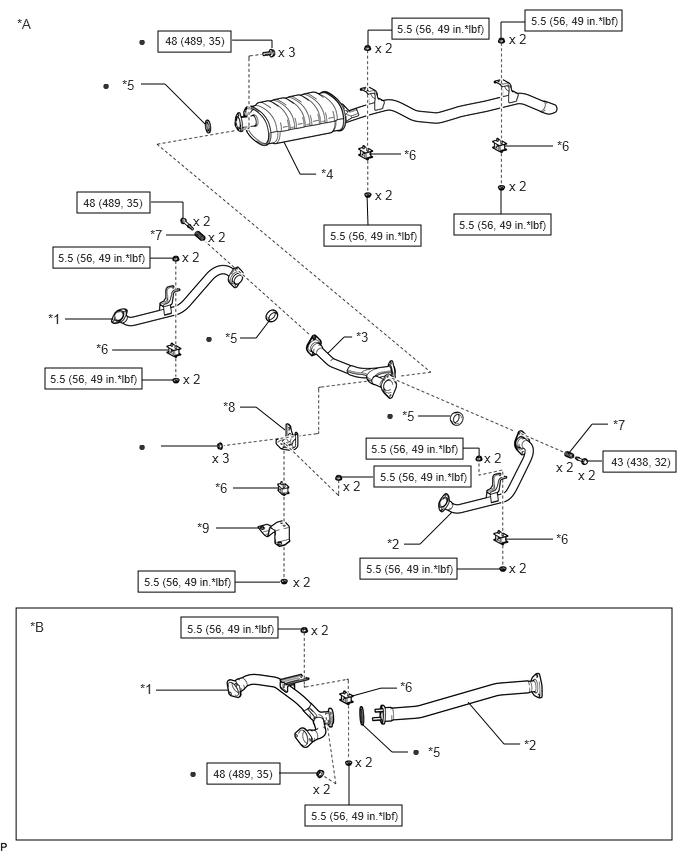 *A
5.5 (56, 49 in.*lbf)
5.5 (56, 49 in.*lbf)
● 48 (489, 35)
x 3
x 2
x 2
● *5
*6
*6
*4
x 2
x 2
48 (489, 35)
5.5 (56, 49 in.*lbf)
5.5 (56, 49 in.*lbf)
x 2
*7
x 2
5.5 (56, 49 in.*lbf)
x 2
*1
● *5
*3
*6
5.5 (56, 49 in.*lbf)
x 2
*8
● *5
*7
●
x 3
5.5 (56, 49 in.*lbf)
x 2
43 (438, 32)
x 2
x 2
5.5 (56, 49 in.*lbf)
x 2
*6
*9
*2
*6
5.5 (56, 49 in.*lbf)
x 2
5.5 (56, 49 in.*lbf)
x 2
*B
5.5 (56, 49 in.*lbf)
x 2
*1
*6
*2
● *5
x 2
● 48 (489, 35)
x 2
5.5 (56, 49 in.*lbf)
P